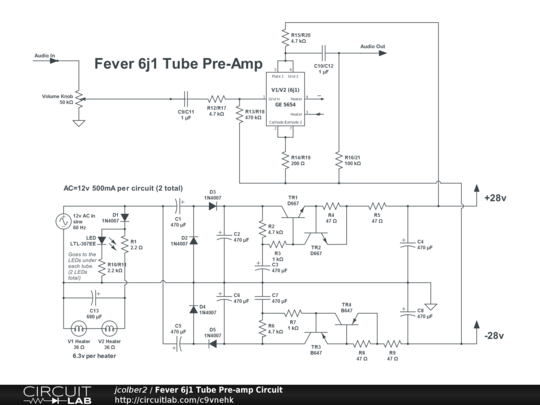 Audio In
Fever 6j1 Tube Pre-Amp
Volume Knob
50 kΩ
C9/C11
1 μF
R12/R17
4.7 kΩ
R13/R18
470 kΩ
R15/R20
4.7 kΩ
C10/C12
1 μF
Audio Out
Plate 1 Grid 2
V1/V2 (6j1)
Grid In Heater
GE 5654
Heater
Cathode Cathode 2
R14/R19
200 Ω
R16/21
100 kΩ
AC=12v 500mA per circuit (2 total)
12v AC in
sine
60 Hz
D1
1N4007
LED
LTL-307EE
R1
2.2 Ω
Goes to the
LEDs under
each tube
(2 LEDs
total)
R10/R11
2.2 kΩ
C13
680 μF
V1 Heater
36 Ω
V2 Heater
36 Ω
6.3v per heater
C1
470 μF
D3
1N4007
D2
1N4007
C2
470 μF
R2
4.7 kΩ
R3
1 kΩ
C3
470 μF
TR1
D667
TR2
D667
R4
47 Ω
R5
47 Ω
C4
470 μF
+28v
D4
1N4007
C5
470 μF
D5
1N4007
C6
470 μF
C7
470 μF
R6
4.7 kΩ
R7
1 kΩ
TR3
B647
TR4
B647
R8
47 Ω
R9
47 Ω
C8
470 μF
-28v
CIRCUIT
LAB
jcolber2 / Fever 6j1 Tube Pre-amp Circuit
http://circuitlab.com/c9vnehk